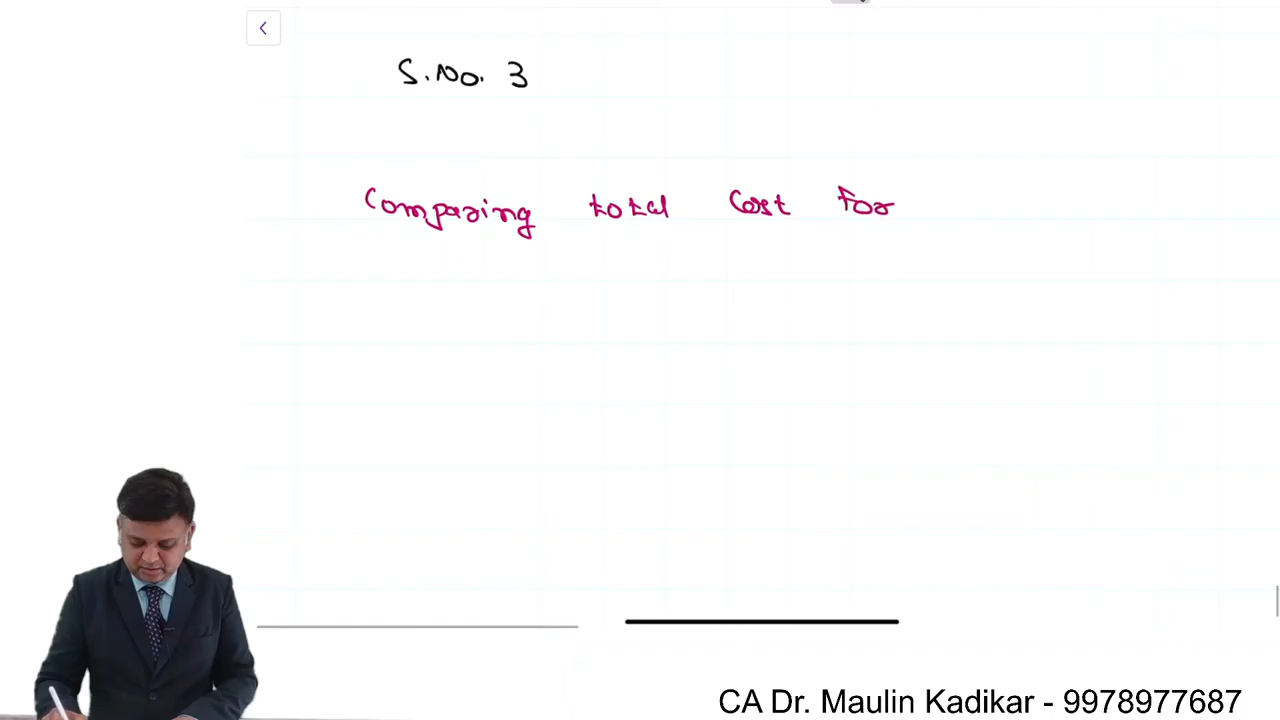 S.No. 3
Comparing total Cost For
CA Dr. Maulin Kadikar - 9978977687